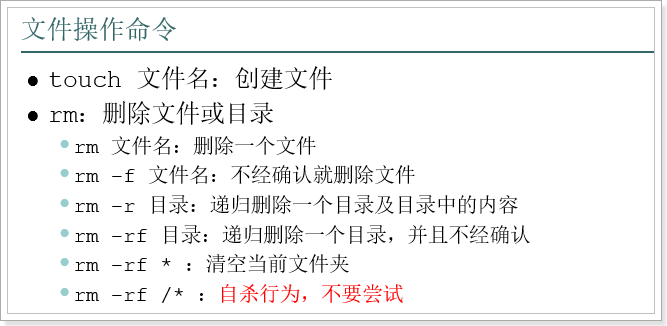 文件操作命令
● touch 文件名：创建文件
● rm：删除文件或目录
● rm 文件名：删除一个文件
● rm -f 文件名：不经确认就删除文件
● rm -r 目录：递归删除一个目录及目录中的内容
● rm -rf 目录：递归删除一个目录，并且不经确认
● rm -rf * ：清空当前文件夹
● rm -rf /* ：自杀行为，不要尝试